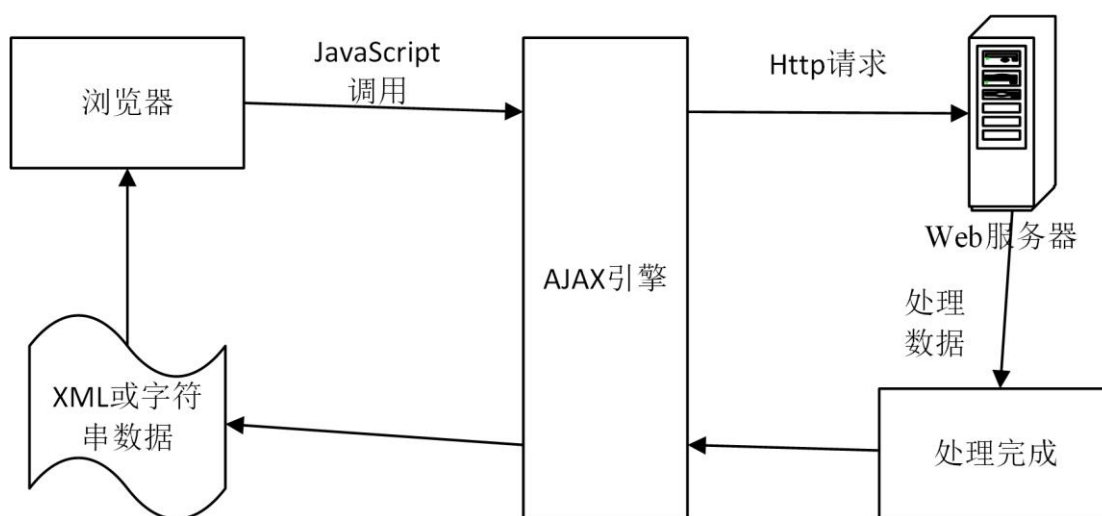 浏览器
JavaScript
调用
Http请求
Web服务器
AJAX引擎
处理
数据
XML或字符
串数据
处理完成